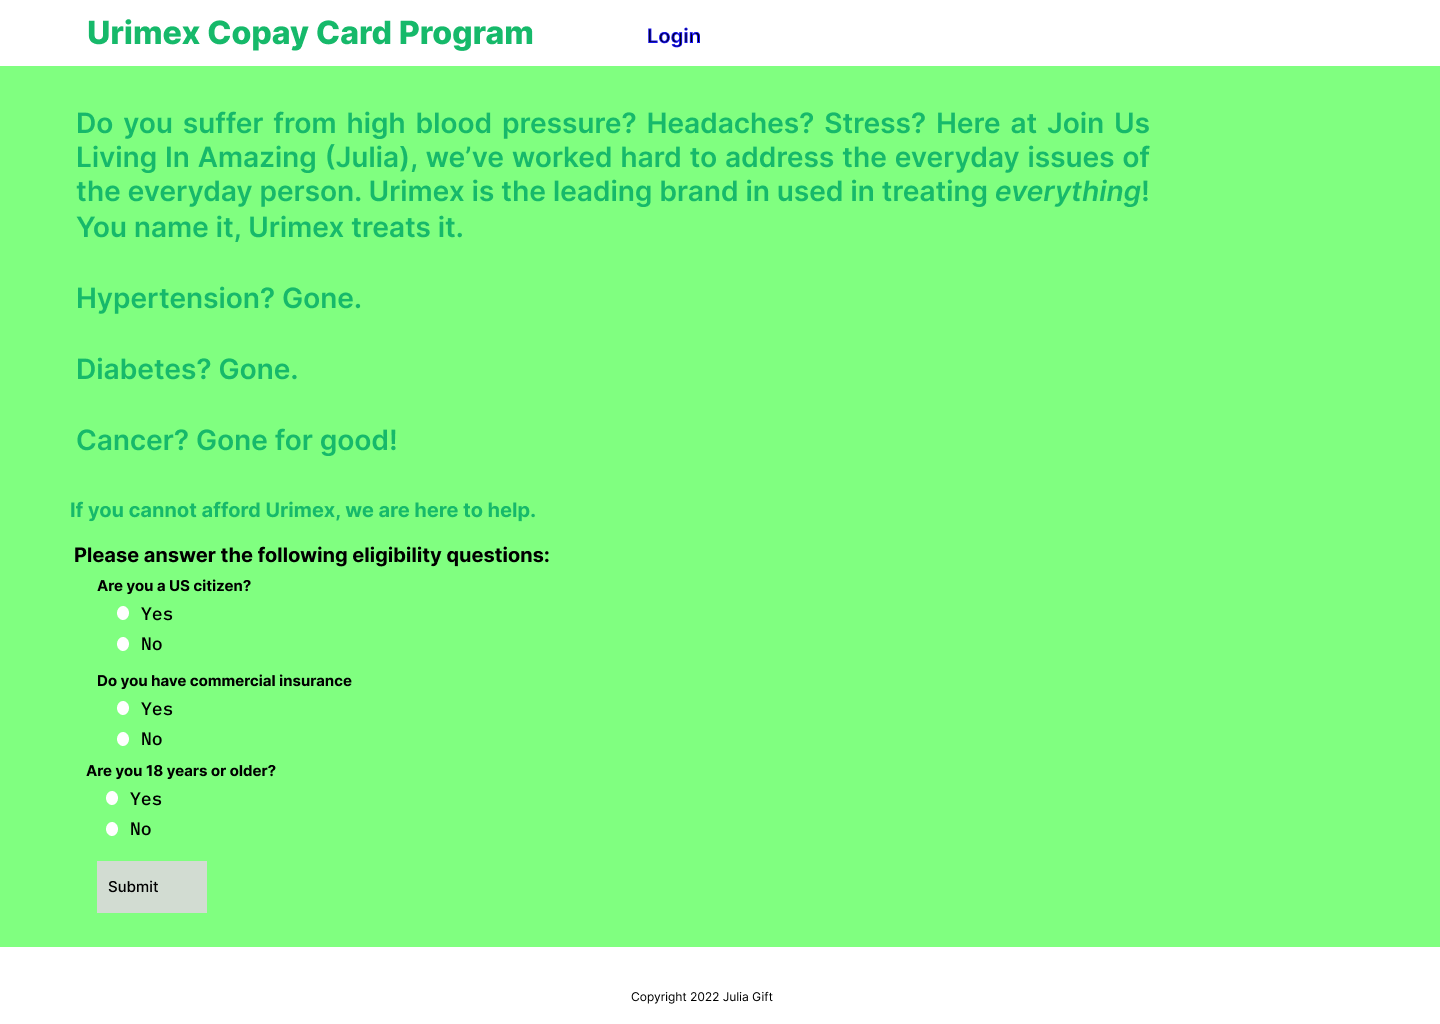 Urimex Copay Card Program
Login
Do you suffer from high blood pressure? Headaches? Stress? Here at Join Us
Living In Amazing (Julia), we’ve worked hard to address the everyday issues of
the everyday person. Urimex is the leading brand in used in treating everything!
You name it, Urimex treats it.
Hypertension? Gone.
Diabetes? Gone.
Cancer? Gone for good!
If you cannot afford Urimex, we are here to help.
Please answer the following eligibility questions:
Are you a US citizen?
Yes
No
Do you have commercial insurance
Yes
No
Are you 18 years or older?
Yes
No
Submit
Copyright 2022 Julia Gift